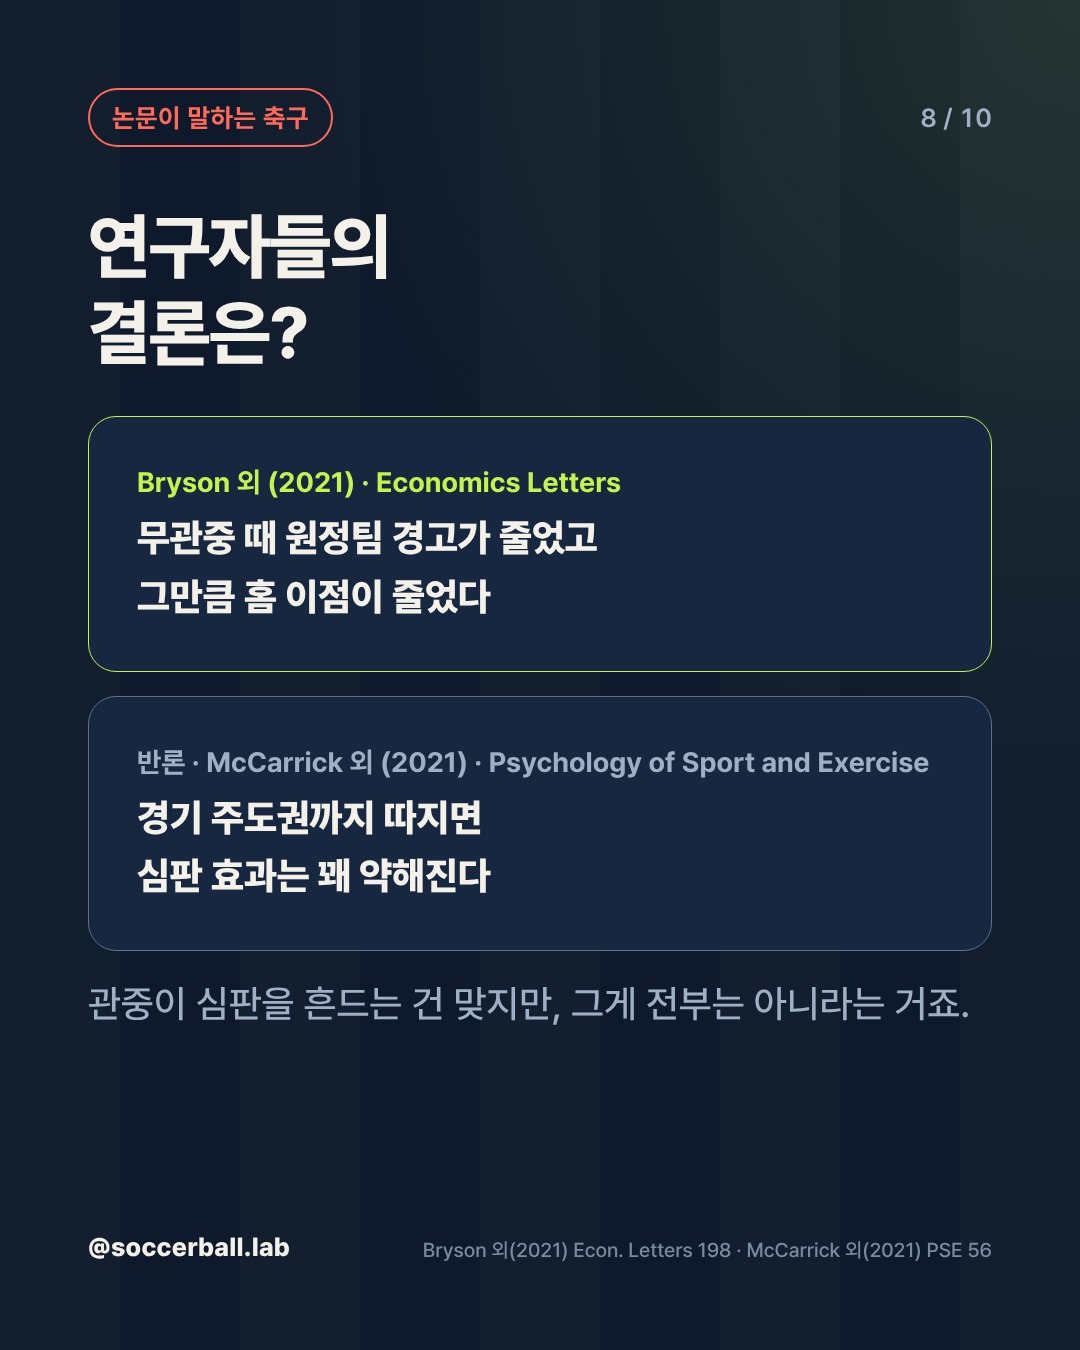 논문이 말하는 축구
8 / 10
연구자들의
결론은?
Bryson 외 (2021) · Economics Letters
무관중 때 원정팀 경고가 줄었고
그만큼 홈 이점이 줄었다
반론 · McCarrick 외 (2021) · Psychology of Sport and Exercise
경기 주도권까지 따지면
심판 효과는 꽤 약해진다
관중이 심판을 흔드는 건 맞지만, 그게 전부는 아니라는 거죠.
@soccerball.lab
Bryson 외(2021) Econ. Letters 198 · McCarrick 외(2021) PSE 56